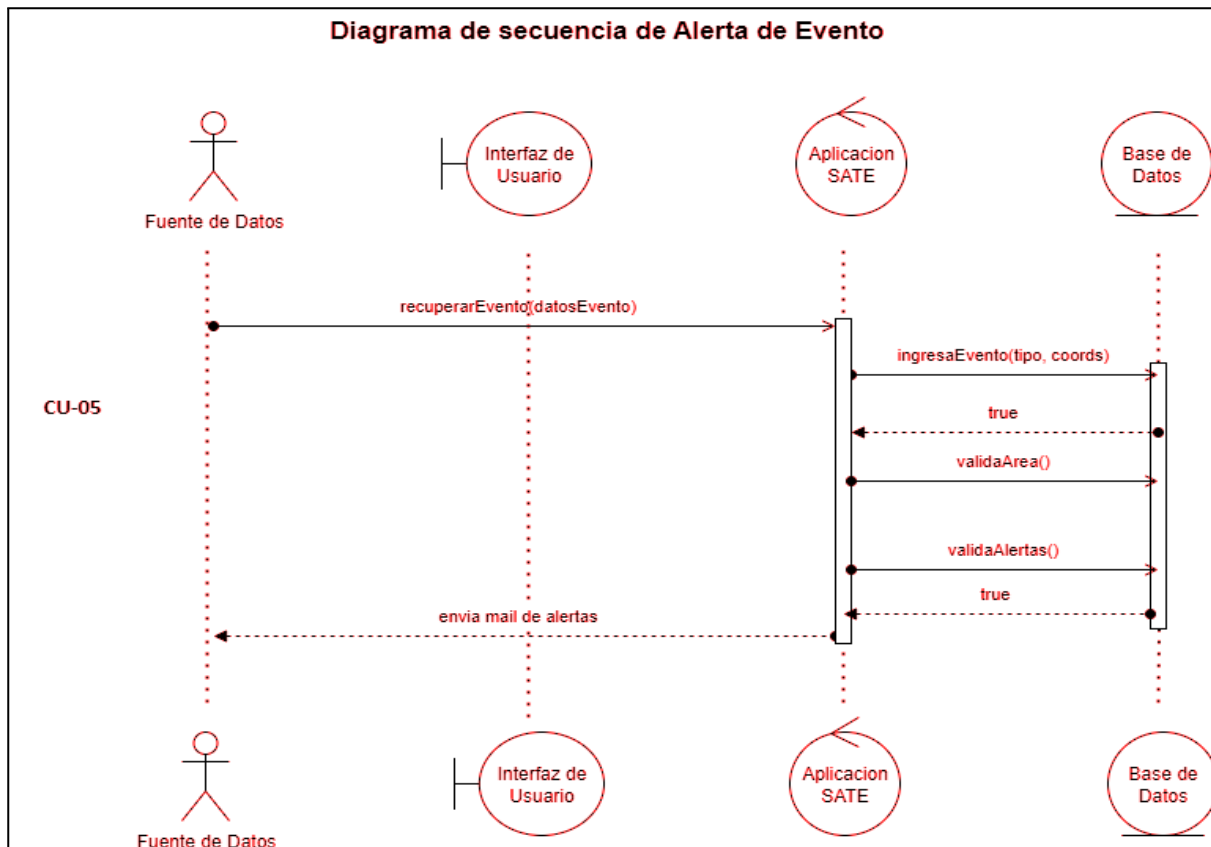 Diagrama de secuencia de Alerta de Evento
Fuente de Datos
Interfaz de
Usuario
Aplicacion
SATE
Base de
Datos
recuperarEvento(datosEvento)
ingresaEvento(tipo, coords)
CU-05
true
validaArea()
validaAlertas()
true
envia mail de alertas
Fuente de Datos
Interfaz de
Usuario
Aplicacion
SATE
Base de
Datos